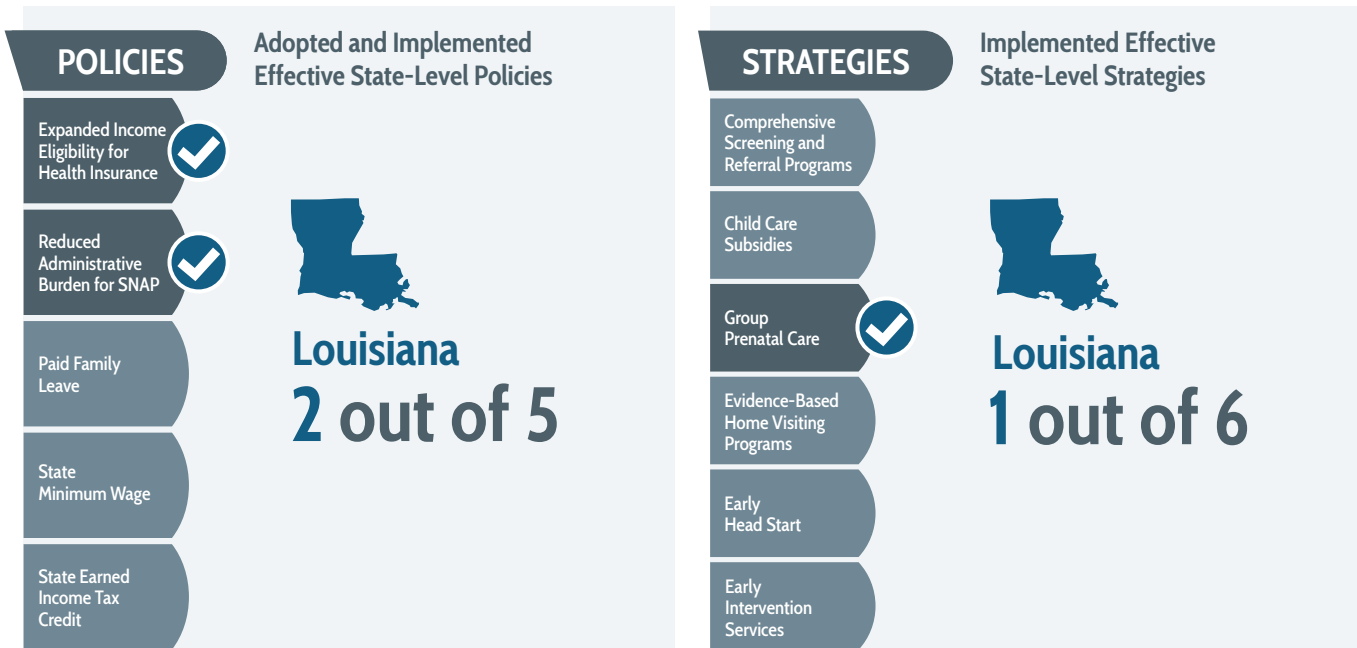 POLICIES
Adopted and Implemented
Effective State-Level Policies
Expanded Income
Eligibility for
Health Insurance
Reduced
Administrative
Burden for SNAP
Paid Family
Leave
State
Minimum Wage
State Earned
Income Tax
Credit
Louisiana
2 out of 5
STRATEGIES
Implemented Effective
State-Level Strategies
Comprehensive
Screening and
Referral Programs
Child Care
Subsidies
Group
Prenatal Care
Evidence-Based
Home Visiting
Programs
Early
Head Start
Early
Intervention
Services
Louisiana
1 out of 6